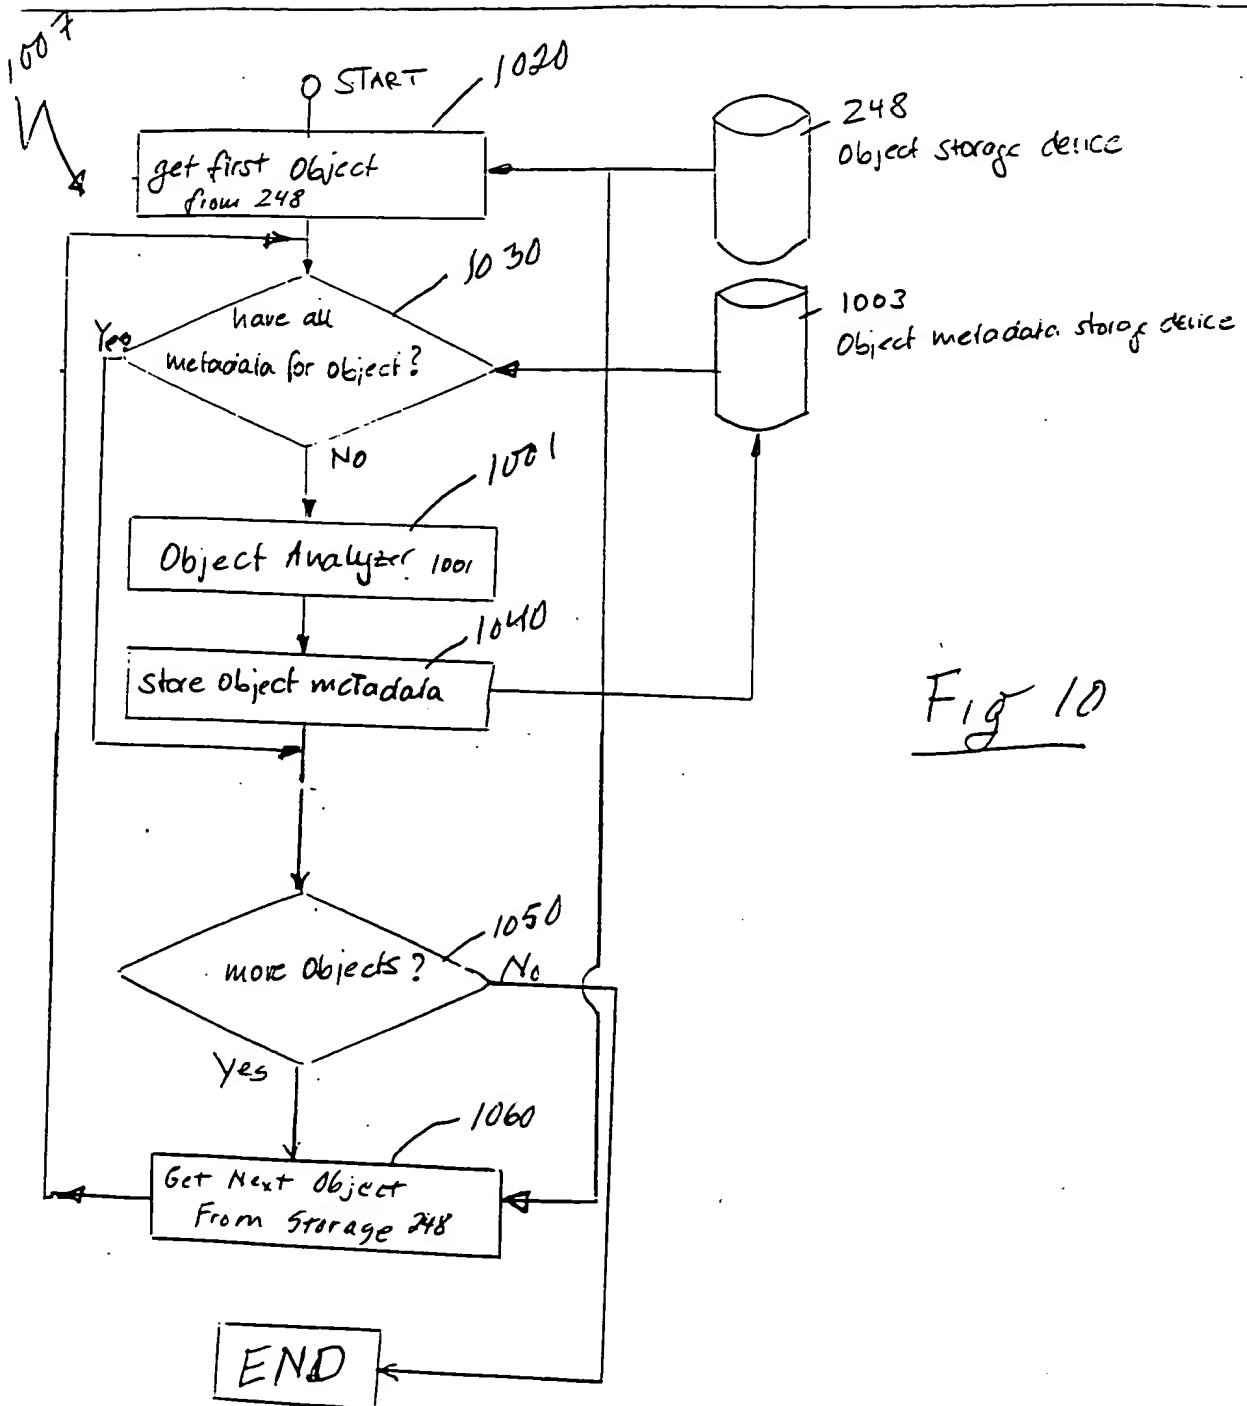 1007
START
1020
get first Object
from 248
248
Object storage device
1030
have all
metadata for object?
Yes
1003
Object metadata storage device
No
1001
Object Analyzer 1001
1040
Store Object metadata
Fig 10
1050
more Objects?
No
Yes
1060
Get Next Object
From Storage 248
END